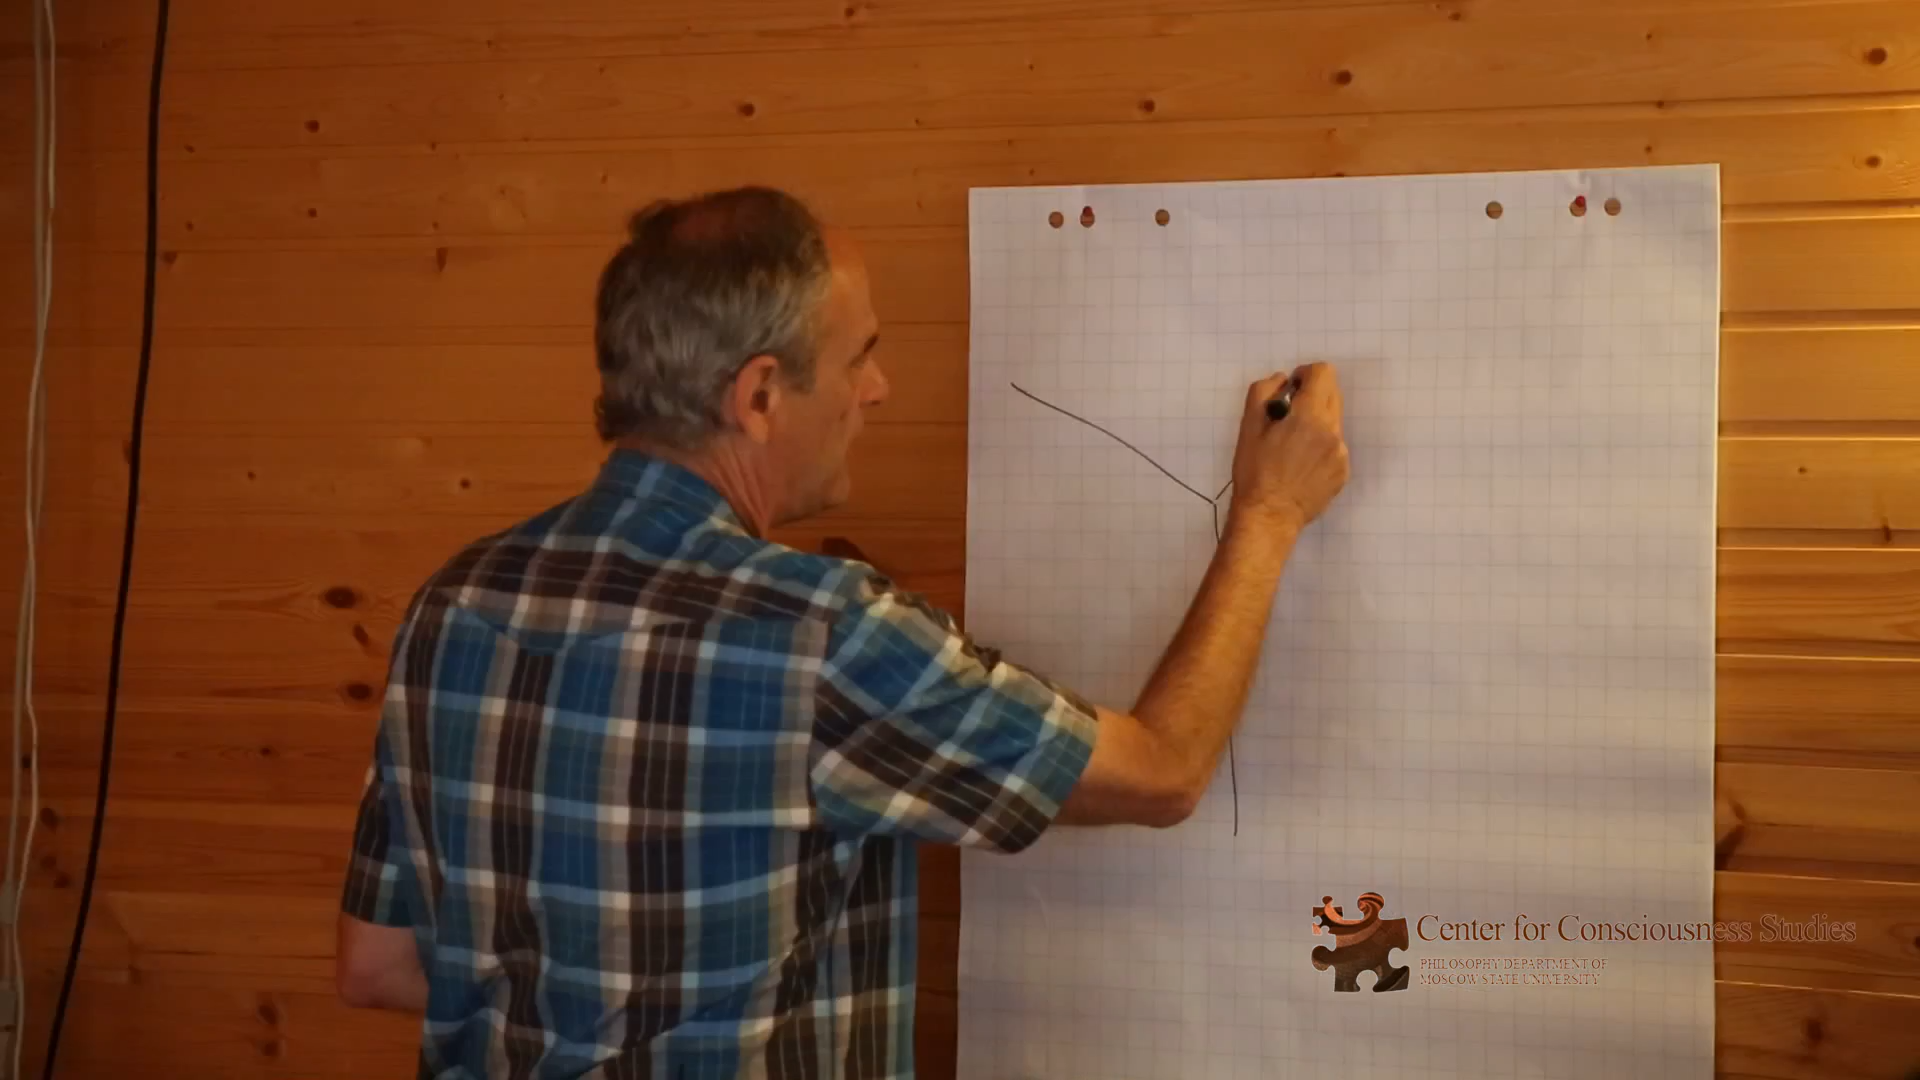 Center for Consciousness Studies
PHILOSOPHY DEPARTMENT OF
MOSCOW STATE UNIVERSITY